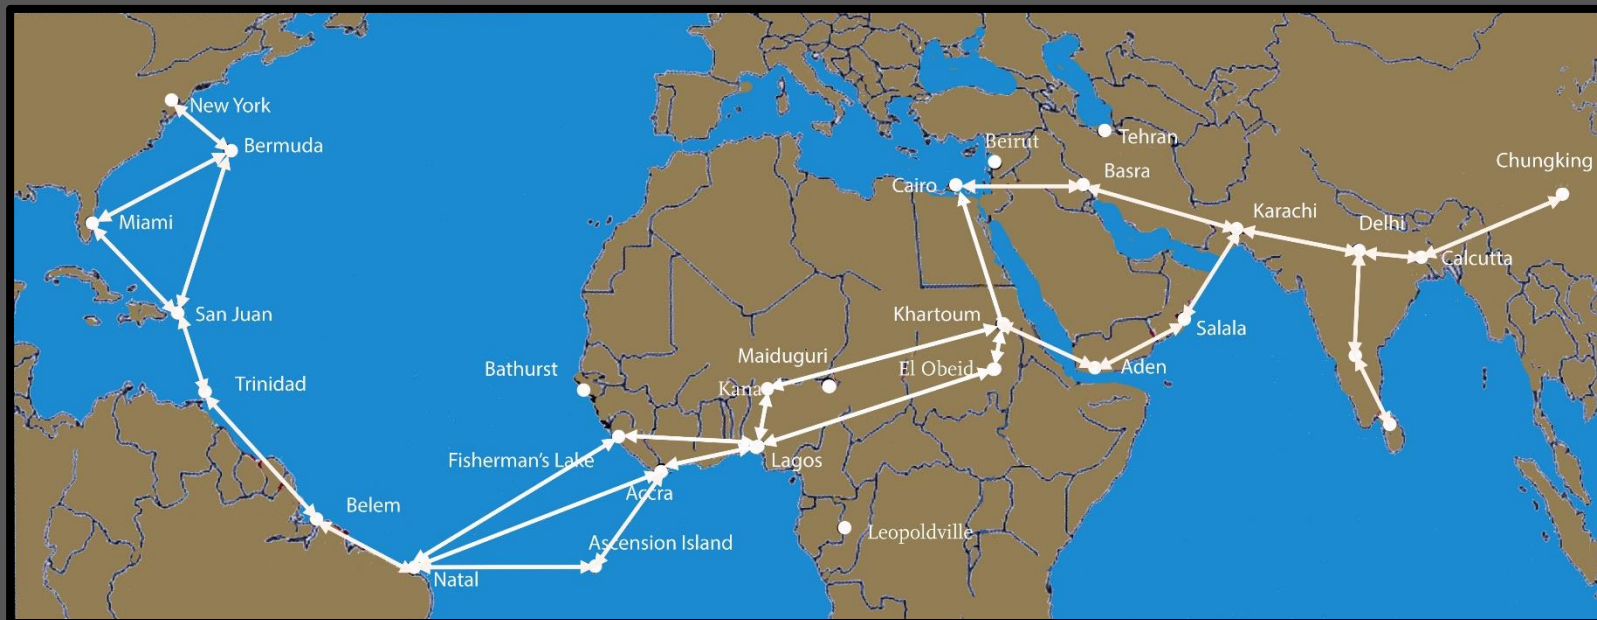 New York
Bermuda
Miami
San Juan
Trinidad
Belem
Natal
Bathurst
Fisherman's Lake
Accra
Ascension Island
Lagos
Kana
Maiduguri
Khartoum
El Obeid
Leopoldville
Cairo
Beirut
Tehran
Basra
Aden
Salala
Karachi
Delhi
Calcutta
Chungking